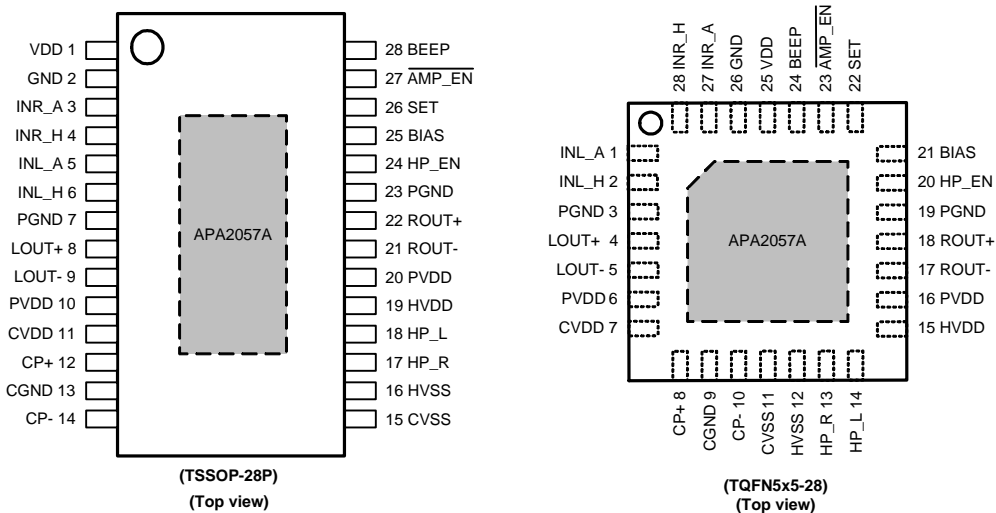 VDD 1
GND 2
INR_A 3
INR_H 4
INL_A 5
INL_H 6
PGND 7
LOUT+ 8
LOUT- 9
PVDD 10
CVDD 11
CP+ 12
CGND 13
CP- 14
APA2057A
28 BEEP
27 AMP_EN
26 SET
25 BIAS
24 HP_EN
23 PGND
22 ROUT+
21 ROUT-
20 PVDD
19 HVDD
18 HP_L
17 HP_R
16 HVSS
15 CVSS
(TSSOP-28P)
(Top view)
28 INR_H
27 INR_A
26 GND
25 VDD
24 BEEP
23 AMP_EN
22 SET
INL_A 1
INL_H 2
PGND 3
LOUT+ 4
LOUT- 5
PVDD 6
CVDD 7
APA2057A
21 BIAS
20 HP_EN
19 PGND
18 ROUT+
17 ROUT-
16 PVDD
15 HVDD
CP+ 8
CGND 9
CP- 10
CVSS 11
HVSS 12
HP_R 13
HP_L 14
(TQFN5x5-28)
(Top view)